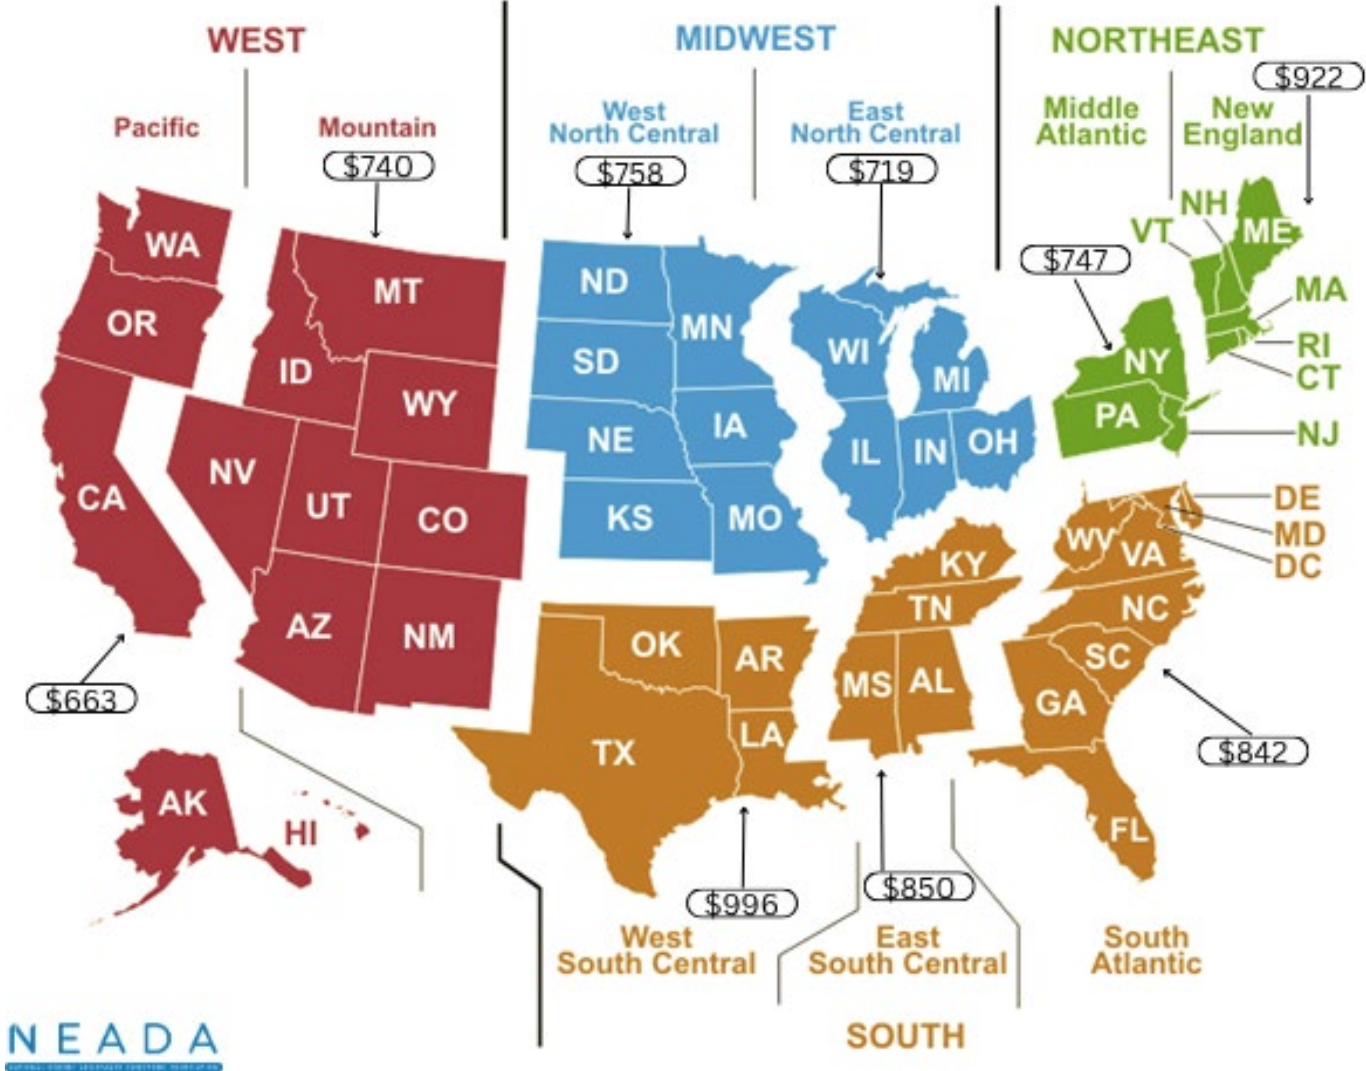 WEST
MIDWEST
NORTHEAST
$922
Pacific
Mountain
West
North Central
East
North Central
Middle
Atlantic
New
England
$740
$758
$719
$747
WA
OR
CA
MT
ID
WY
NV
UT
CO
AZ
NM
ND
SD
NE
KS
MN
IA
MO
WI
MI
IL
IN
OH
NH
VT
ME
MA
RI
CT
NY
PA
NJ
$663
AK
HI
OK
AR
TX
LA
KY
TN
MS
AL
WV
VA
DE
MD
DC
NC
SC
GA
FL
$842
$996
$850
West
South Central
East
South Central
South
Atlantic
SOUTH
NEADA